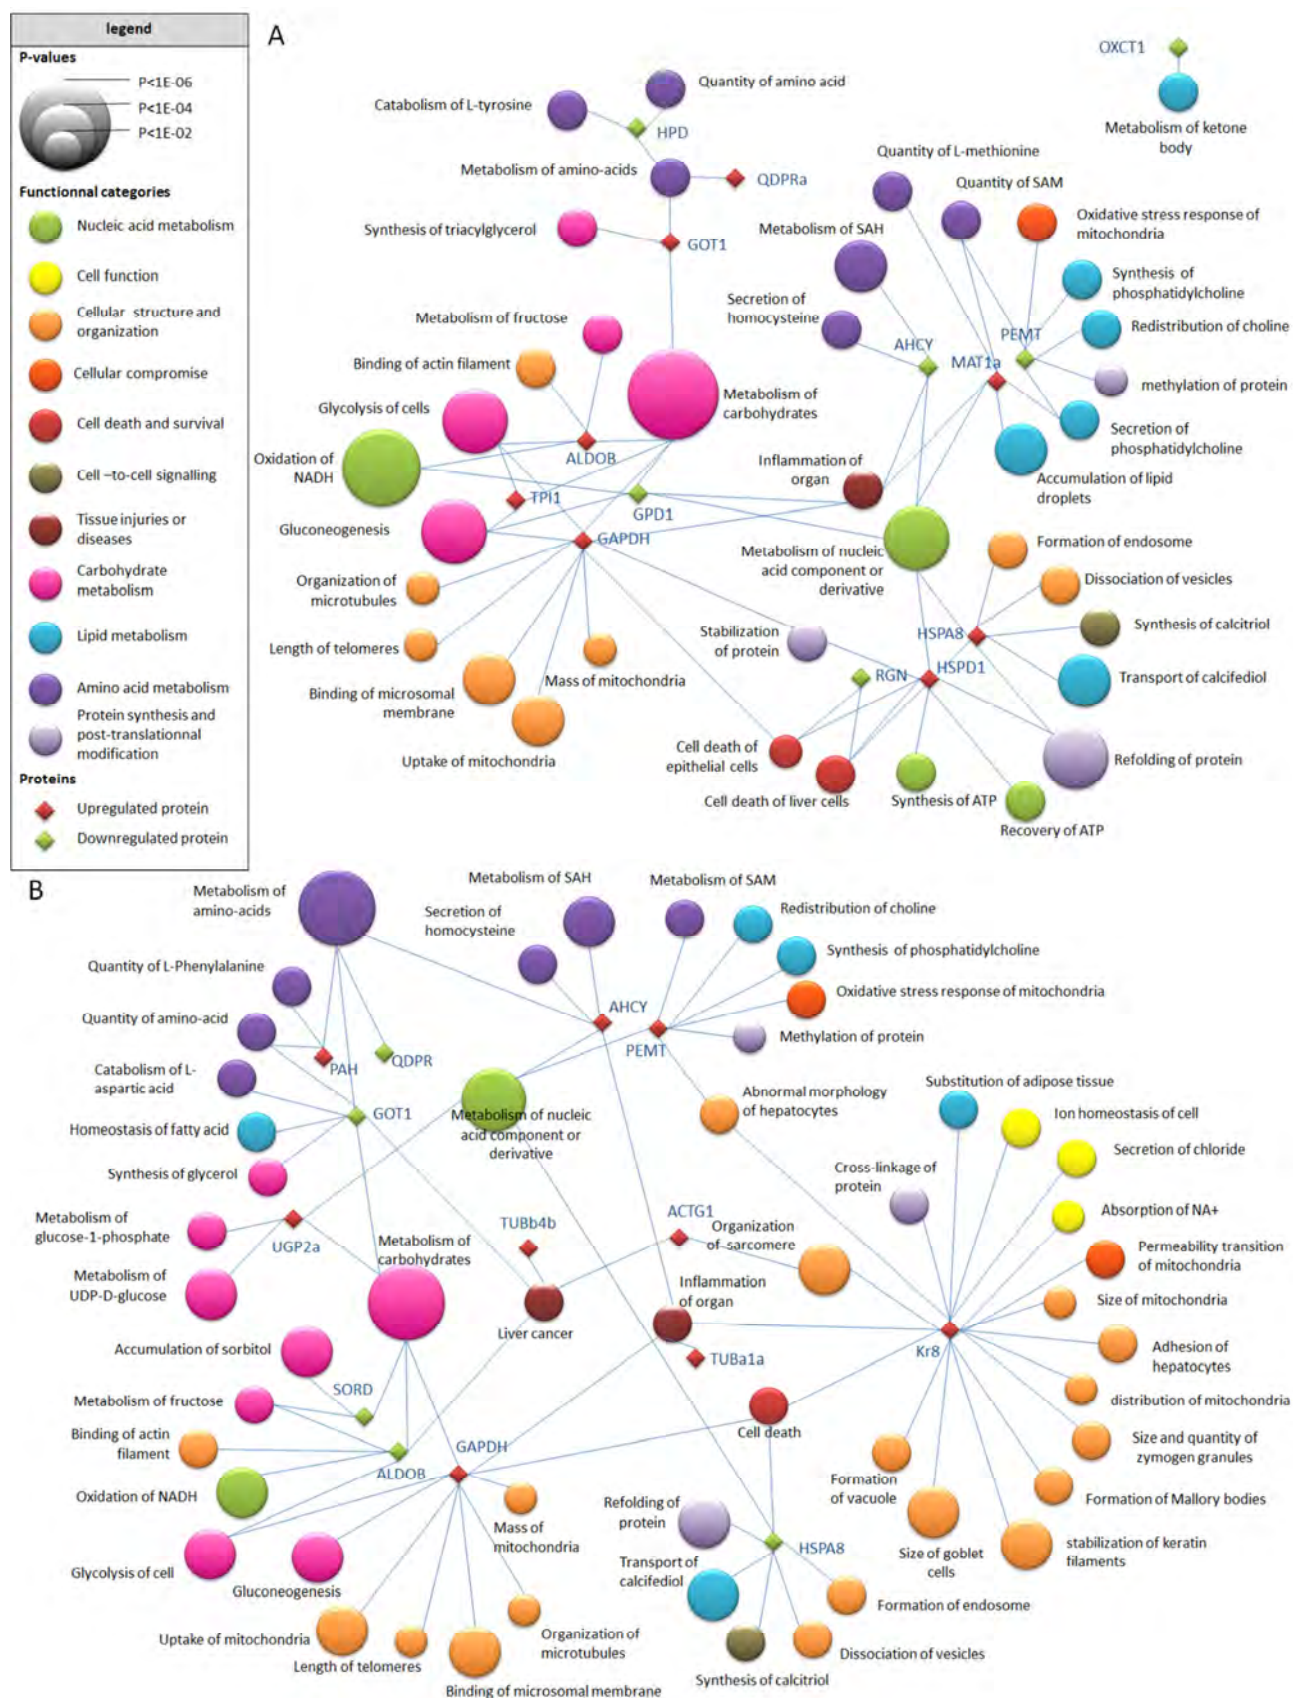 legend
P-values
P<1E-06
P<1E-04
P<1E-02
Functionnal categories
Nucleic acid metabolism
Cell function
Cellular structure and
organization
Cellular compromise
Cell death and survival
Cell –to-cell signalling
Tissue injuries or
diseases
Carbohydrate
metabolism
Lipid metabolism
Amino acid metabolism
Protein synthesis and
post-translationnal
modification
Proteins
Upregulated protein
Downregulated protein
A
OXCT1
Metabolism of ketone
body
Quantity of amino acid
Catabolism of L-tyrosine
HPD
Metabolism of amino-acids
QDPRa
Synthesis of triacylglycerol
GOT1
Quantity of L-methionine
Quantity of SAM
Metabolism of SAH
Oxidative stress response of
mitochondria
Secretion of
homocysteine
Synthesis of
phosphatidylcholine
AHCY
PEMT
MAT1a
Redistribution of choline
methylation of protein
Secretion of
phosphatidylcholine
Accumulation of lipid
droplets
Metabolism of fructose
Binding of actin filament
Glycolysis of cells
Metabolism of
carbohydrates
ALDOB
Oxidation of
NADH
TPI1
GPD1
Inflammation of
organ
Gluconeogenesis
GAPDH
Metabolism of nucleic
acid component or
derivative
Formation of endosome
Dissociation of vesicles
Organization of
microtubules
Length of telomeres
Stabilization
of protein
HSPA8
Synthesis of calcitriol
RGN
HSPD1
Transport of calcifediol
Binding of microsomal
membrane
Mass of mitochondria
Uptake of mitochondria
Cell death of
epithelial cells
Refolding of protein
Cell death of liver cells
Synthesis of ATP
Recovery of ATP
B
Metabolism of
amino-acids
Metabolism of SAH
Metabolism of SAM
Secretion of
homocysteine
Redistribution of choline
Synthesis of phosphatidylcholine
Quantity of L-Phenylalanine
Oxidative stress response of mitochondria
Quantity of amino-acid
AHCY
PEMT
Methylation of protein
PAH
QDPR
Catabolism of L-
aspartic acid
GOT1
Homeostasis of fatty acid
Metabolism of nucleic
acid component or
derivative
Abnormal morphology
of hepatocytes
Substitution of adipose tissue
Ion homeostasis of cell
Secretion of chloride
Cross-linkage of
protein
Synthesis of glycerol
Absorption of NA+
Metabolism of
glucose-1-phosphate
UGP2a
Metabolism of
carbohydrates
TUBb4b
ACTG1
Organization
of sarcomere
Permeability transition
of mitochondria
Metabolism of
UDP-D-glucose
Inflammation
of organ
Size of mitochondria
Liver cancer
Kr8
TUBa1a
Adhesion of
hepatocytes
Accumulation of sorbitol
SORD
distribution of mitochondria
Metabolism of fructose
Cell death
Binding of actin
filament
GAPDH
ALDOB
Size and quantity of
zymogen granules
Oxidation of NADH
Formation
of vacuole
Formation of Mallory bodies
Mass of
mitochondria
Refolding of
protein
HSPA8
Size of goblet
cells
stabilization of keratin
filaments
Glycolysis of cell
Gluconeogenesis
Transport of
calcifediol
Formation of endosome
Uptake of mitochondria
Organization of
microtubules
Length of telomeres
Dissociation of vesicles
Synthesis of calcitriol
Binding of microsomal membrane